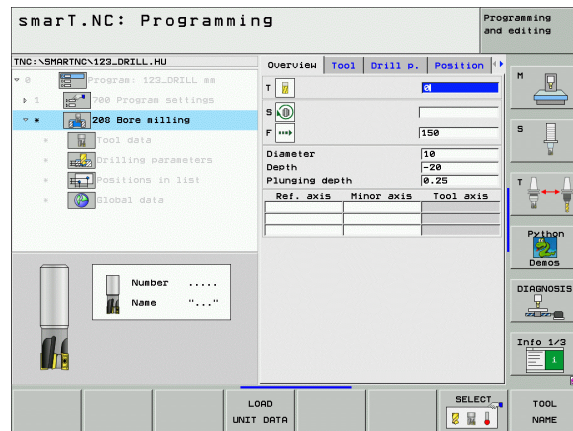 smarT.NC: Programming
Programming and editing
TNC:\SMARTNC\123_DRILL.HU
0 Program: 123_DRILL mm
1 700 Program settings
* 208 Bore milling
* Tool data
* Drilling parameters
* Positions in list
* Global data
Overview Tool Drill p. Position
T 0
S
F 150
Diameter 10
Depth -20
Plunging depth 0.25
Ref. axis Minor axis Tool axis
Number .....
Name "..."
M
S
T
Python Demos
DIAGNOSIS
Info 1/3
i
LOAD UNIT DATA
SELECT
TOOL NAME